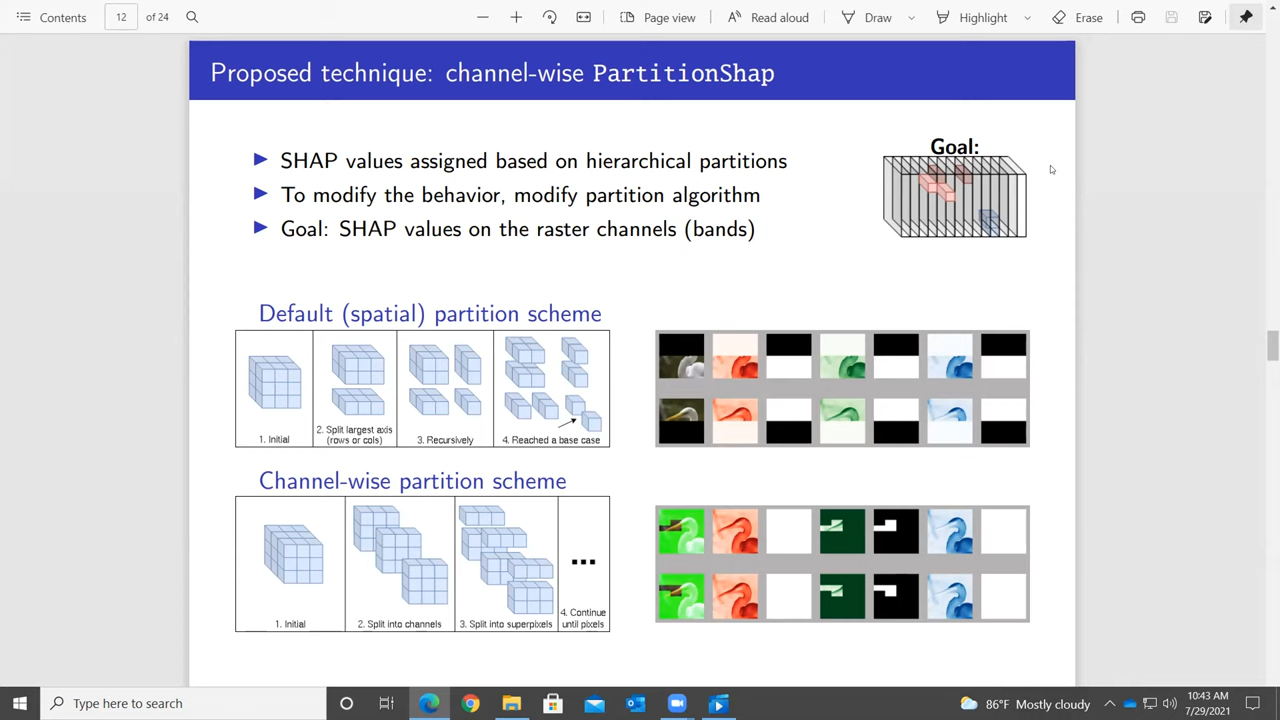 Contents 12 of 24 Page view Read aloud Draw Highlight Erase
Proposed technique: channel-wise PartitionShap
SHAP values assigned based on hierarchical partitions
To modify the behavior, modify partition algorithm
Goal: SHAP values on the raster channels (bands)
Goal:
Default (spatial) partition scheme
1. Initial
2. Split largest axis
(rows or cols)
3. Recursively
4. Reached a base case
Channel-wise partition scheme
1. Initial
2. Split into channels
3. Split into superpixels
...
4. Continue
until pixels
Type here to search
86°F Mostly cloudy
10:43 AM
7/29/2021